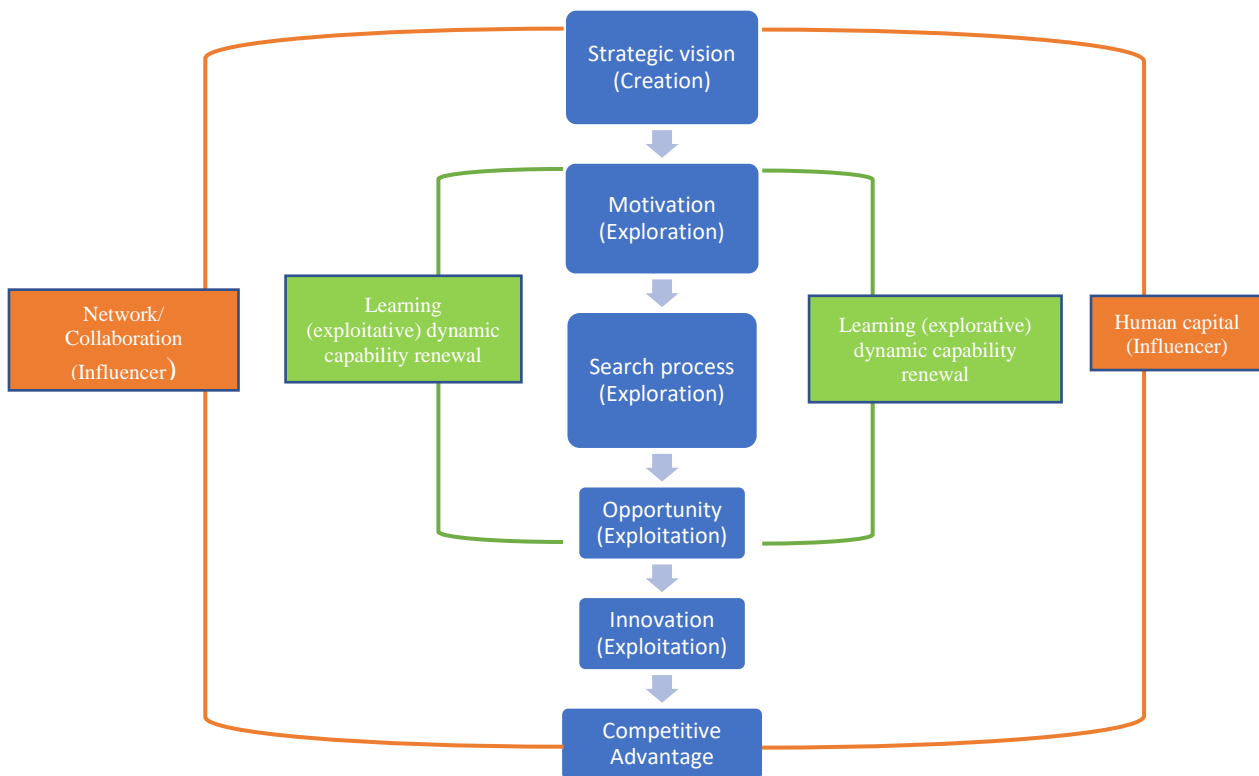 Strategic vision
(Creation)
Motivation
(Exploration)
Network/
Collaboration
(Influencer)
Learning
(exploitative) dynamic
capability renewal
Search process
(Exploration)
Learning (explorative)
dynamic capability
renewal
Human capital
(Influencer)
Opportunity
(Exploitation)
Innovation
(Exploitation)
Competitive
Advantage